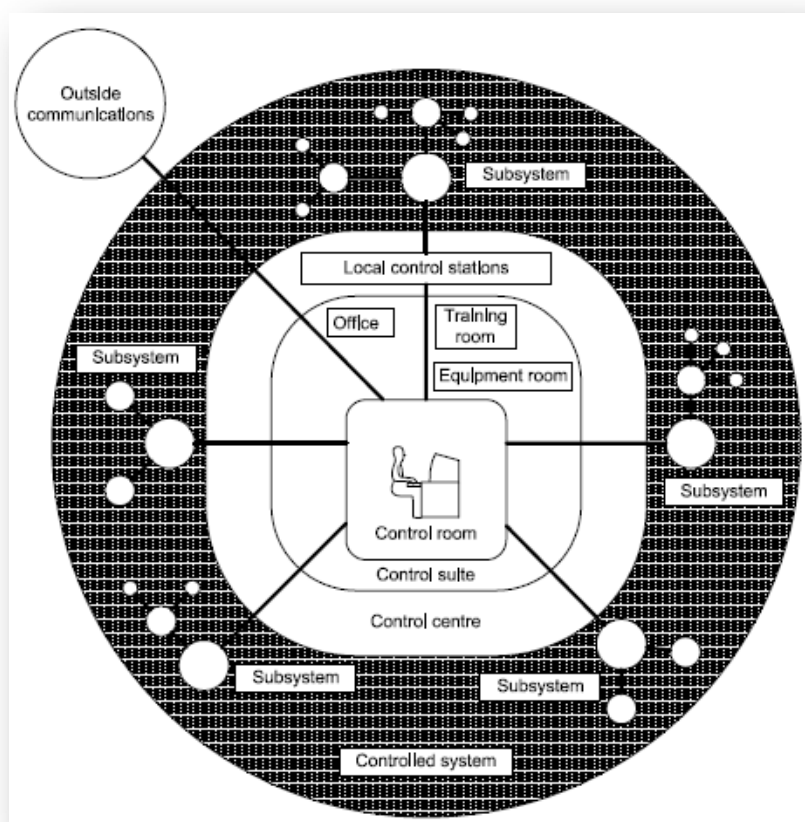 Outside
communications
Subsystem
Local control stations
Office
Training
room
Subsystem
Equipment room
Subsystem
Control room
Control suite
Control centre
Subsystem
Subsystem
Controlled system